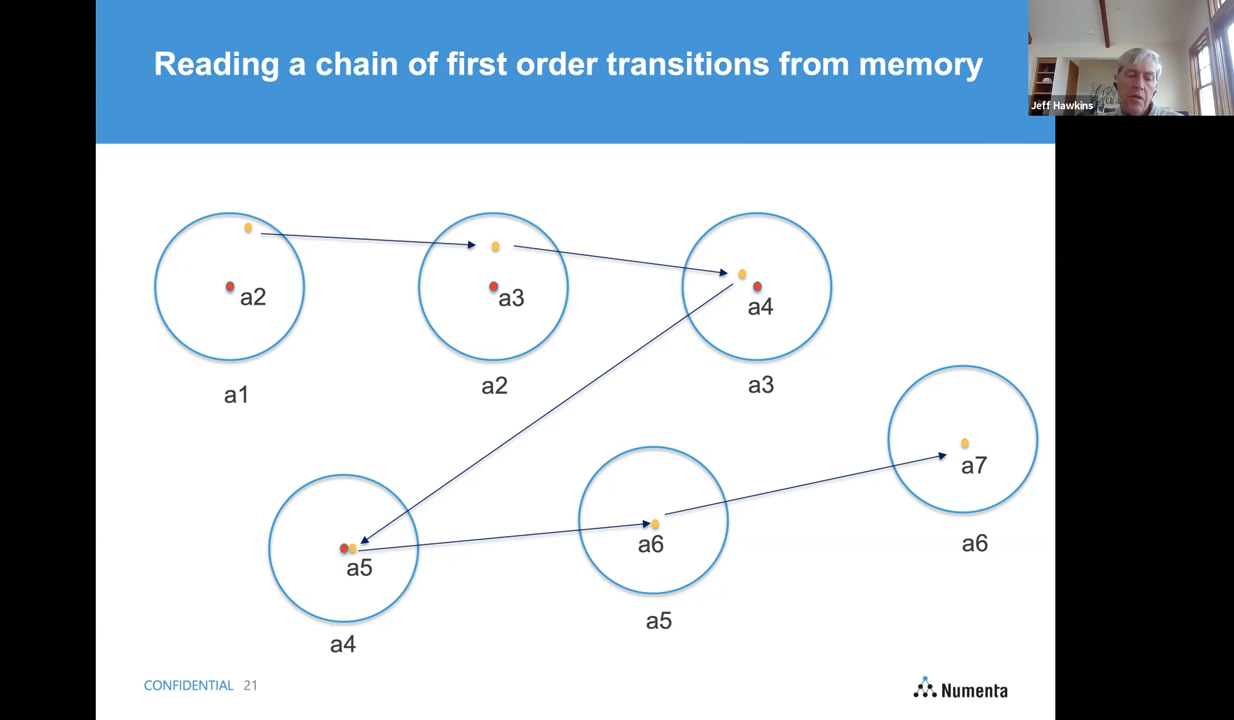 Reading a chain of first order transitions from memory
Jeff Hawkins
a2
a3
a4
a1
a2
a3
a7
a5
a6
a6
a4
a5
CONFIDENTIAL 21
Numenta